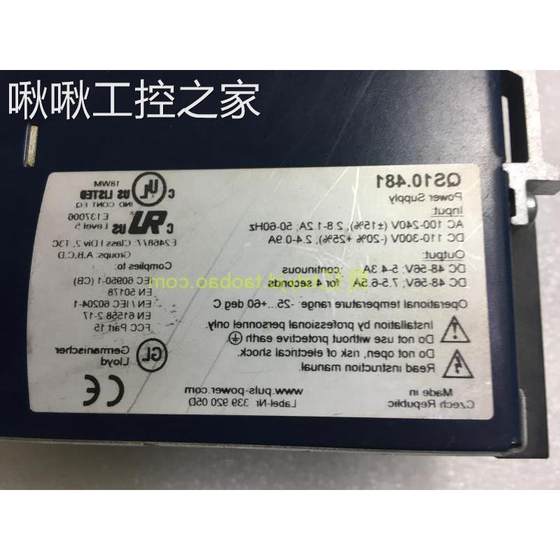 啾啾工控之家
QS10.481
Power Supply
Input
AC 100-240V (±15%), 2.8-1.2A; 50-60Hz
DC 110-300V (-20% +25%), 2.4-0.9A
Output
DC 48-56V; 5.4-4.3A continuous
DC 48-56V; 7.5-6.5A for 4 seconds
Operational temperature range: -25...+60 deg C
Installation by professional personnel.
Do not use without protective earth
Do not open, risk of electrical shock.
Read instruction manual.
Made in
Czech Republic
www.puls-power.com
Label-Nr. 339 920 05D
18WM
C UL US LISTED
IND CONT. EQ
E137006
Level 5
C RU US
E246877 Class I Div. 2, T3C
Groups: A,B,C,D
Complies to:
IEC 60950-1 (CB)
EN 50178
EN / IEC 60204-1
EN 61558-2-17
FCC Part 15
GL
Germanischer
Lloyd
CE